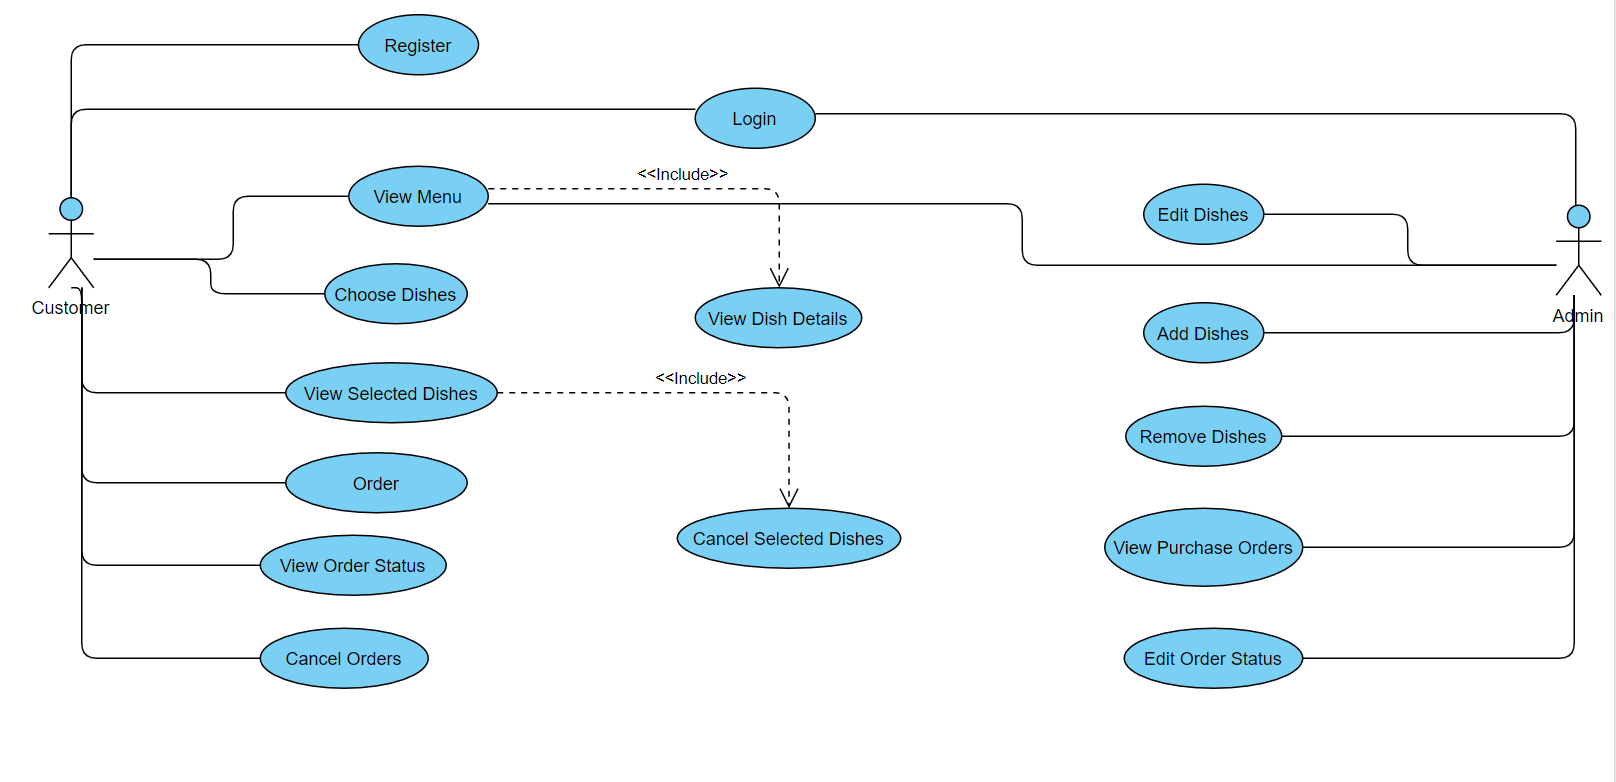 Register
Login
<<Include>>
View Menu
Edit Dishes
Choose Dishes
Customer
View Dish Details
Admin
Add Dishes
<<Include>>
View Selected Dishes
Remove Dishes
Order
Cancel Selected Dishes
View Purchase Orders
View Order Status
Cancel Orders
Edit Order Status